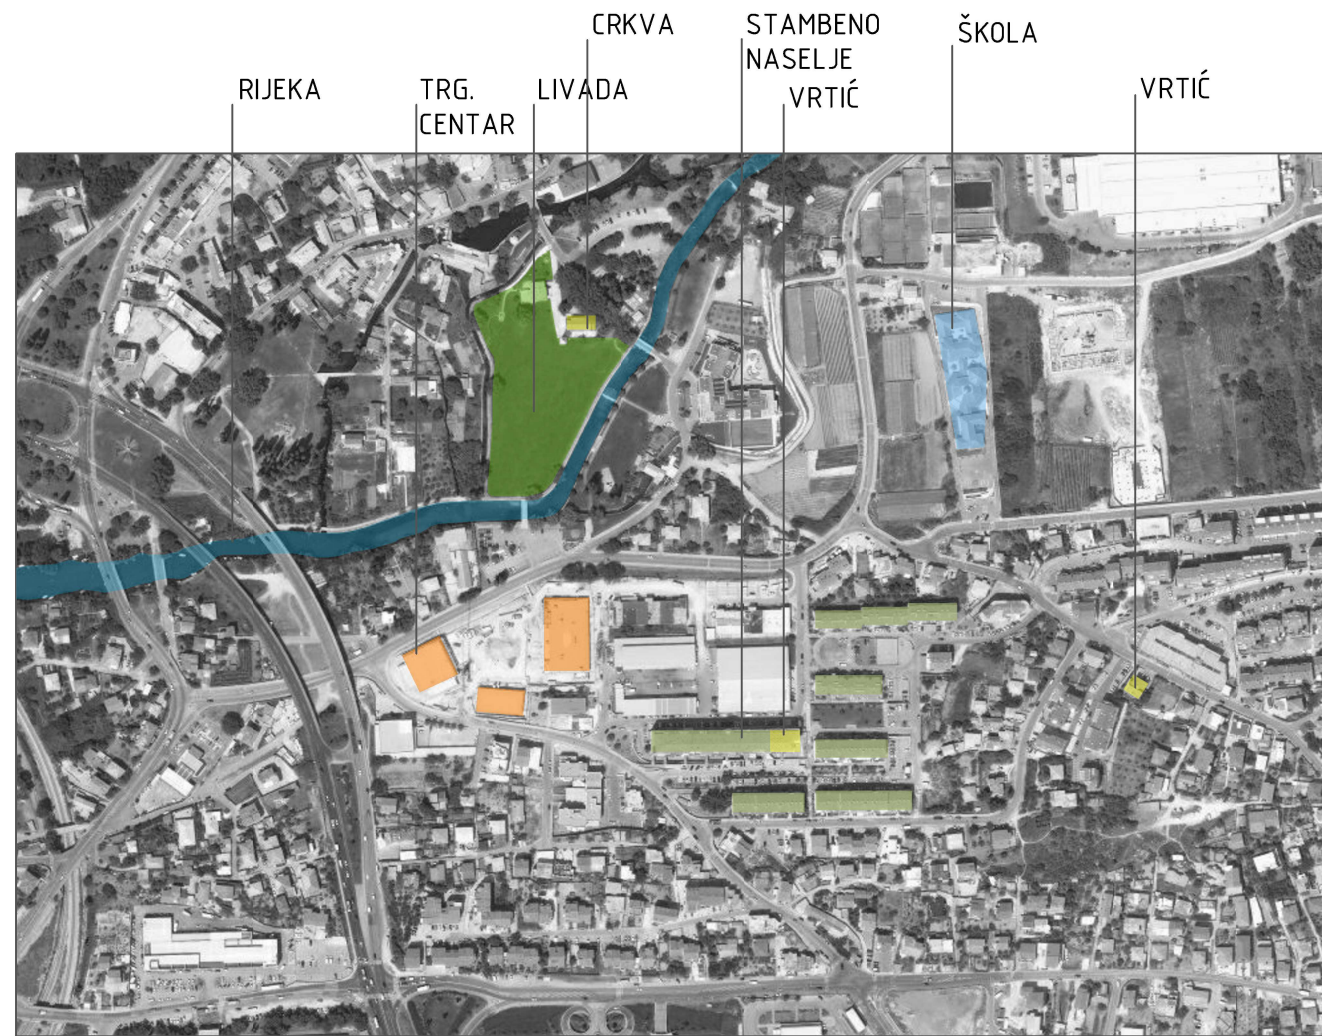 CRKVA
STAMBENO
NASELJE
ŠKOLA
RIJEKA
TRG.
CENTAR
LIVADA
VRTIĆ
VRTIĆ